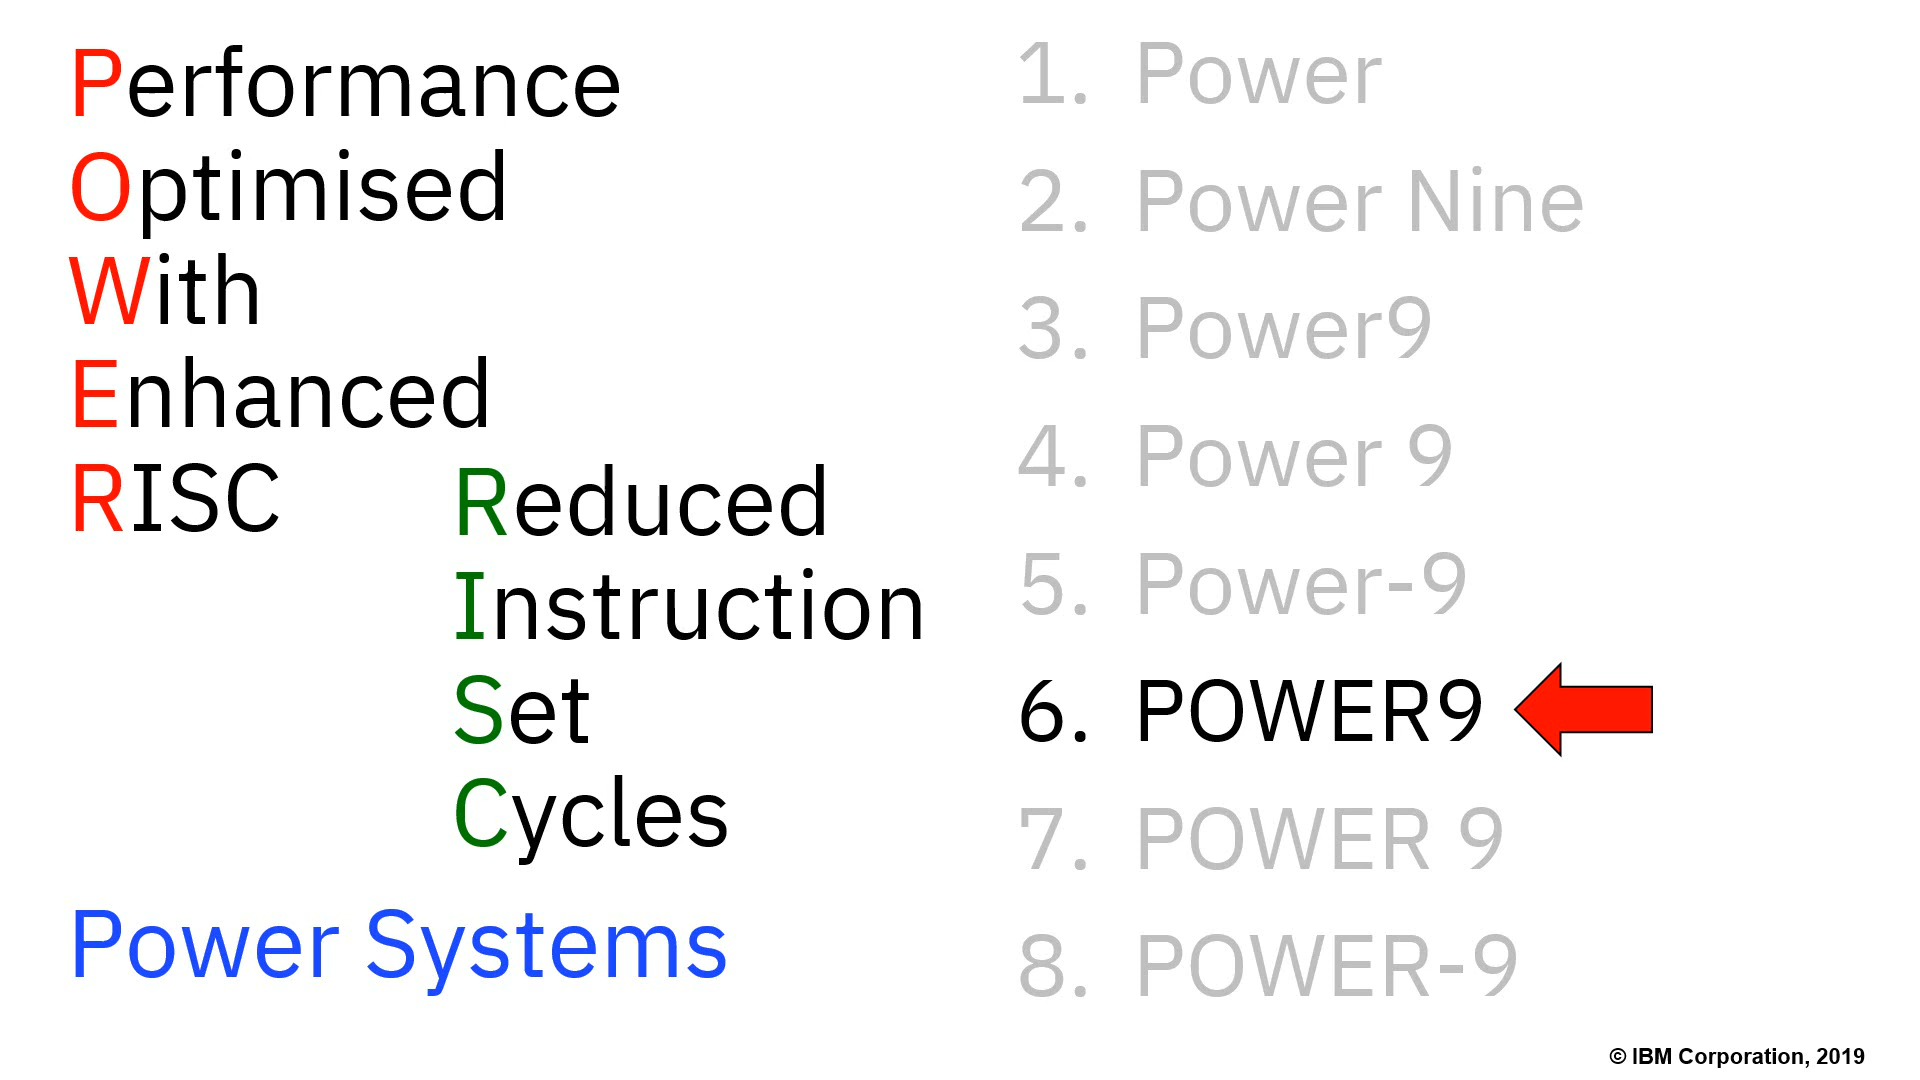 Performance
Optimised
With
Enhanced
RISC
Reduced
Instruction
Set
Cycles
Power Systems
1. Power
2. Power Nine
3. Power9
4. Power 9
5. Power-9
6. POWER9
7. POWER 9
8. POWER-9
© IBM Corporation, 2019